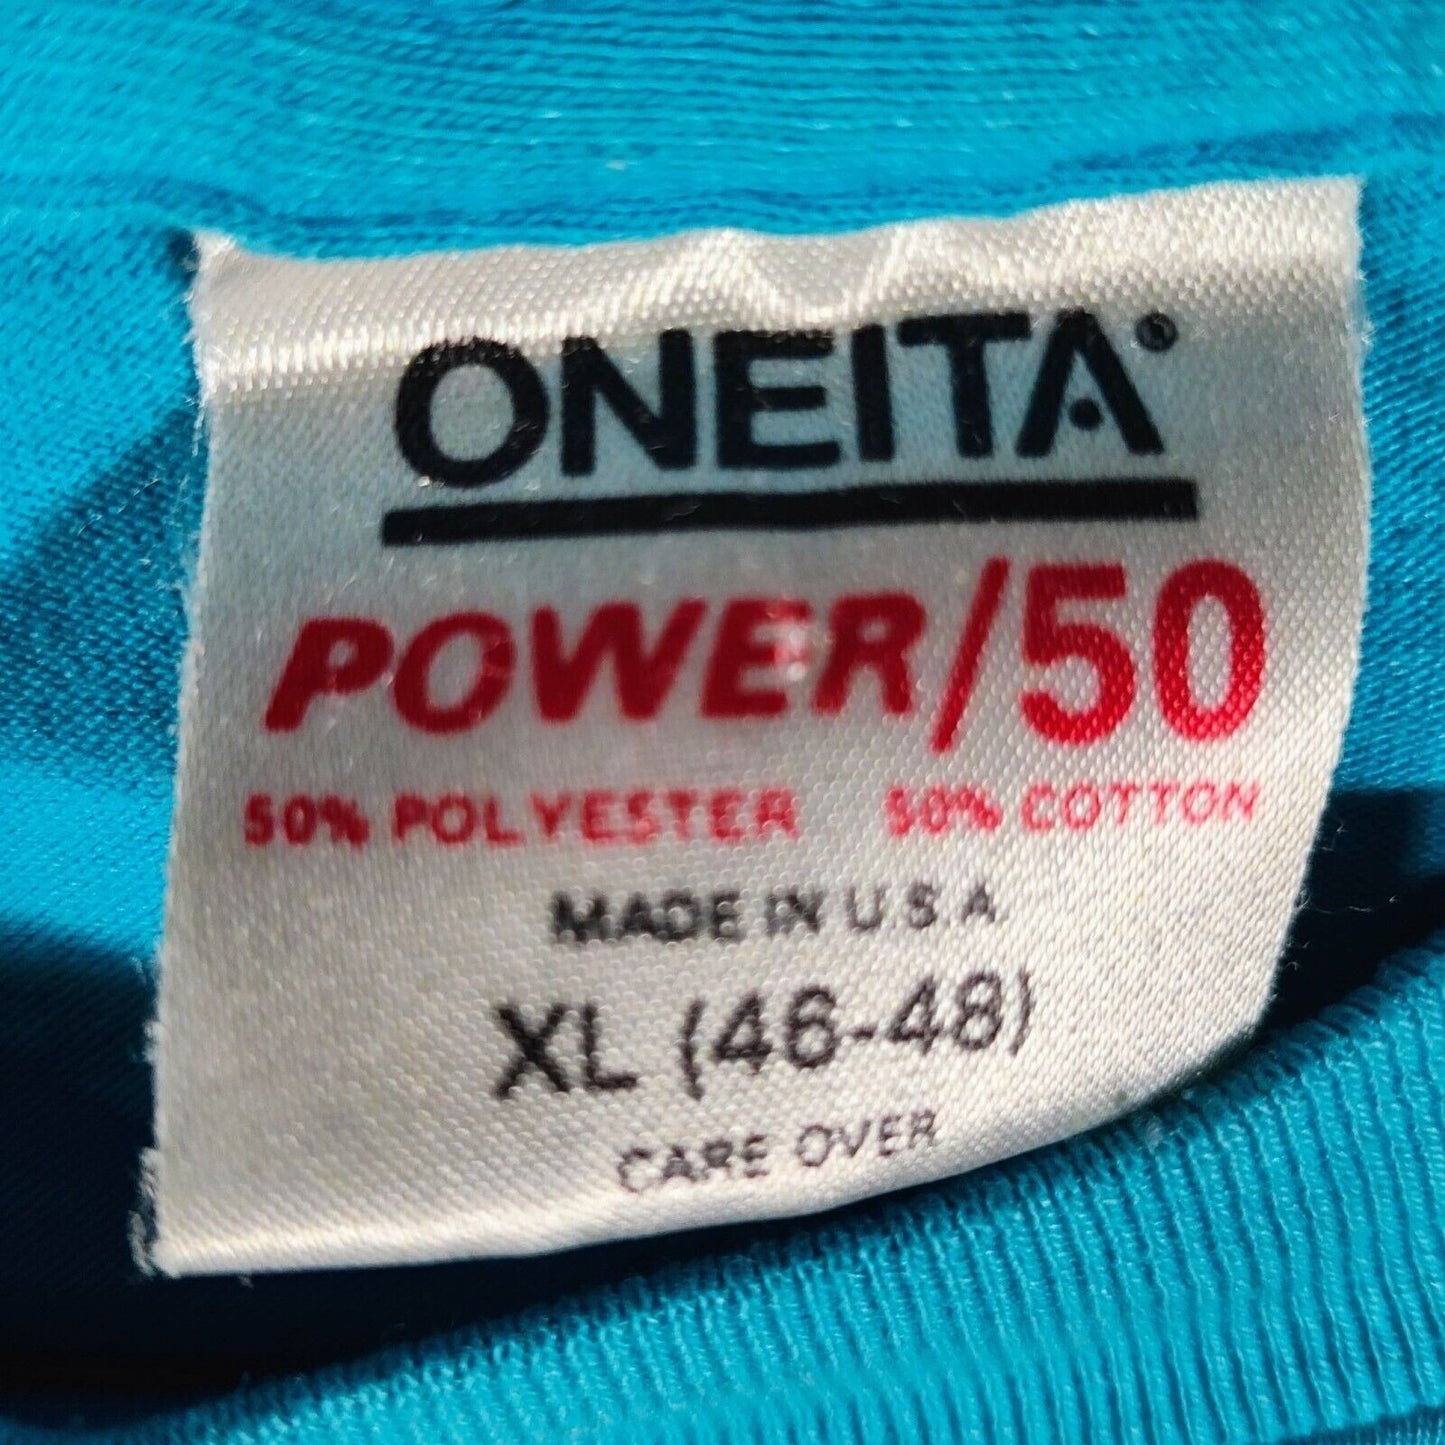 ONEITA®
POWER/50
50% POLYESTER 50% COTTON
MADE IN U S A
XL (46-48)
CARE OVER